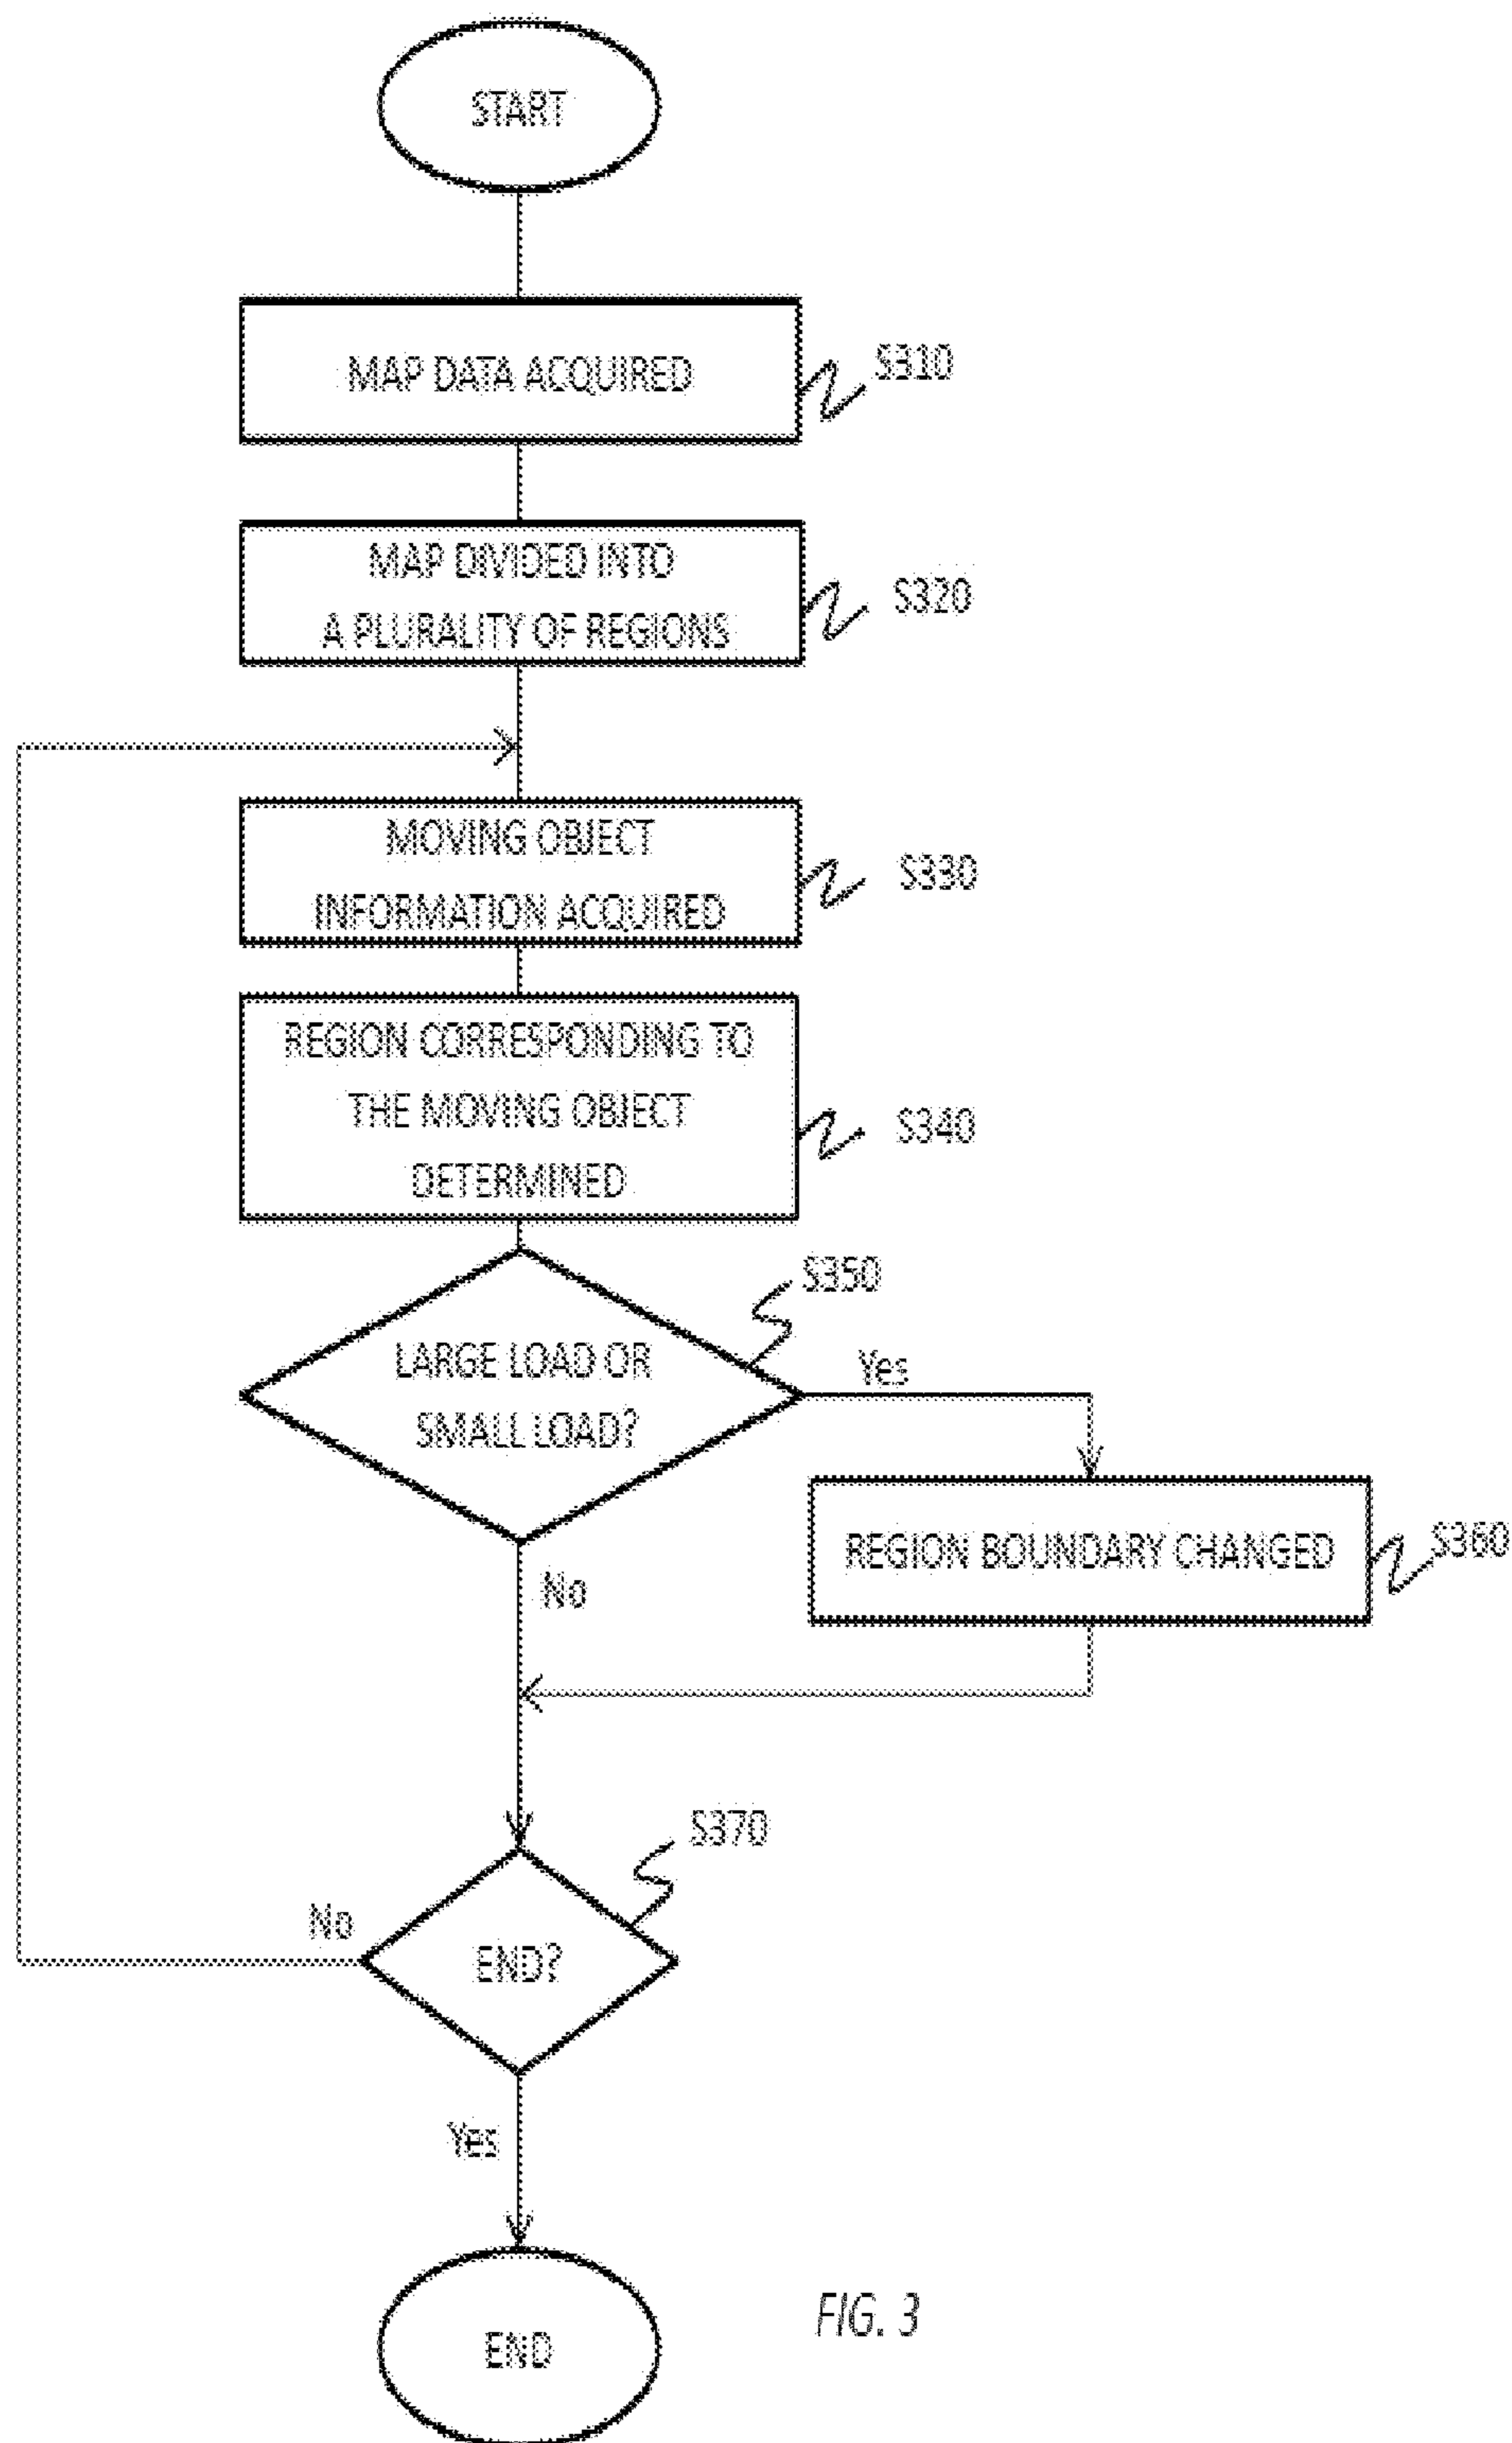 START
MAP DATA ACQUIRED
S310
MAP DIVIDED INTO
A PLURALITY OF REGIONS
S320
MOVING OBJECT
INFORMATION ACQUIRED
S330
REGION CORRESPONDING TO
THE MOVING OBJECT
DETERMINED
S340
S350
LARGE LOAD OR
SMALL LOAD?
Yes
REGION BOUNDARY CHANGED
S360
No
S370
No
END?
Yes
END
FIG. 3